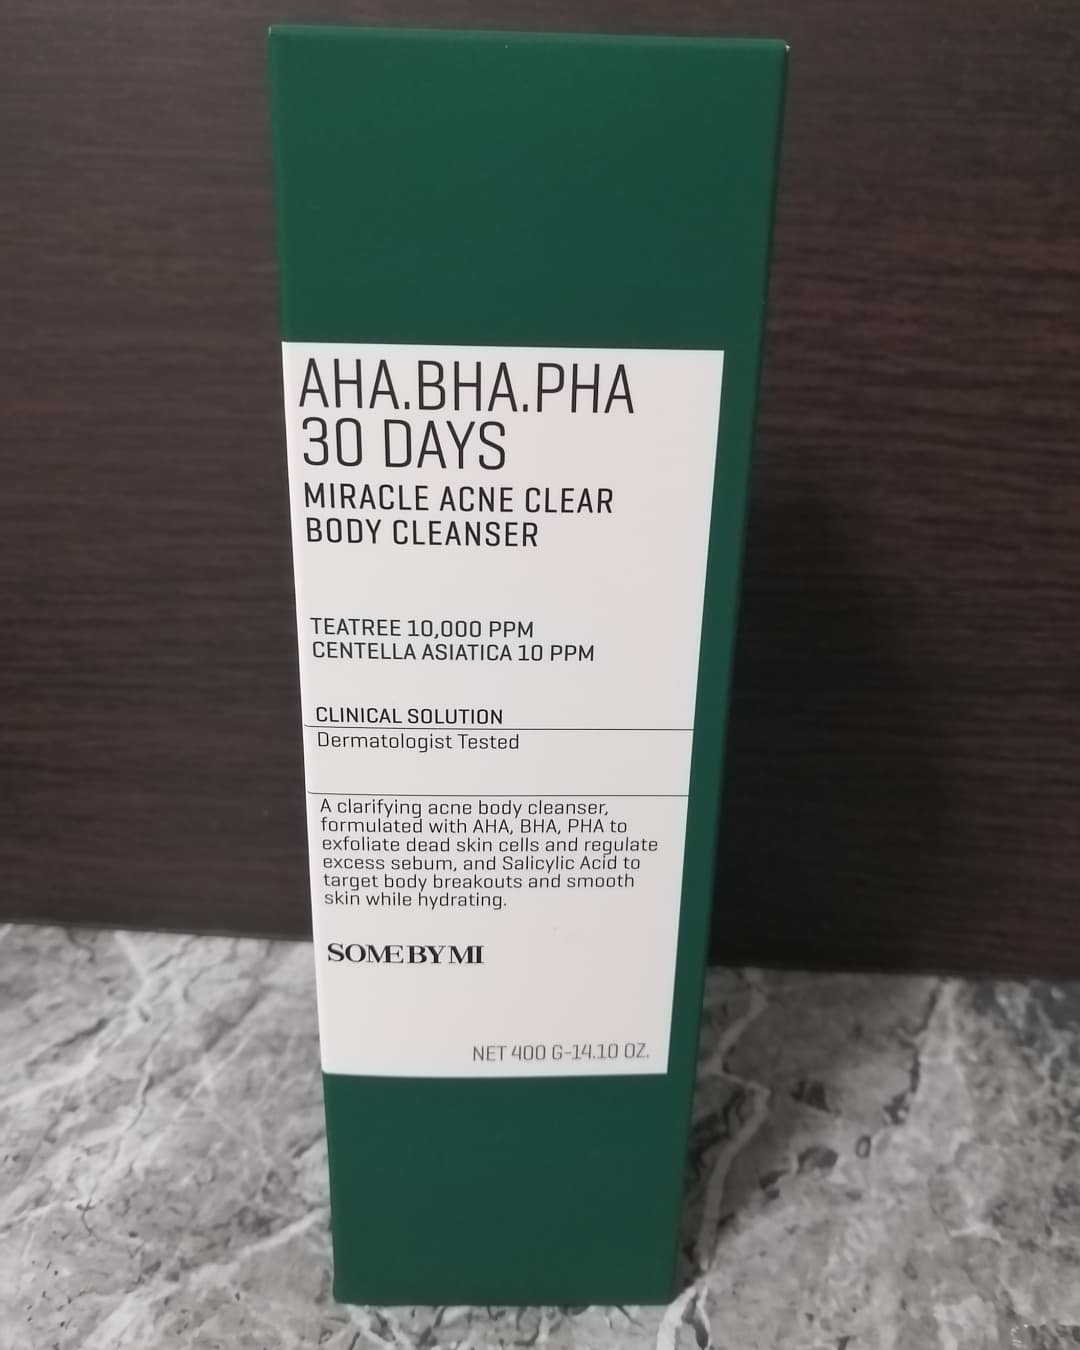 AHA.BHA.PHA
30 DAYS
MIRACLE ACNE CLEAR
BODY CLEANSER
TEATREE 10,000 PPM
CENTELLA ASIATICA 10 PPM
CLINICAL SOLUTION
Dermatologist Tested
A clarifying acne body cleanser,
formulated with AHA, BHA, PHA to
exfoliate dead skin cells and regulate
excess sebum, and Salicylic Acid to
target body breakouts and smooth
skin while hydrating.
SOME BY MI
NET 400 G-14.10 OZ.